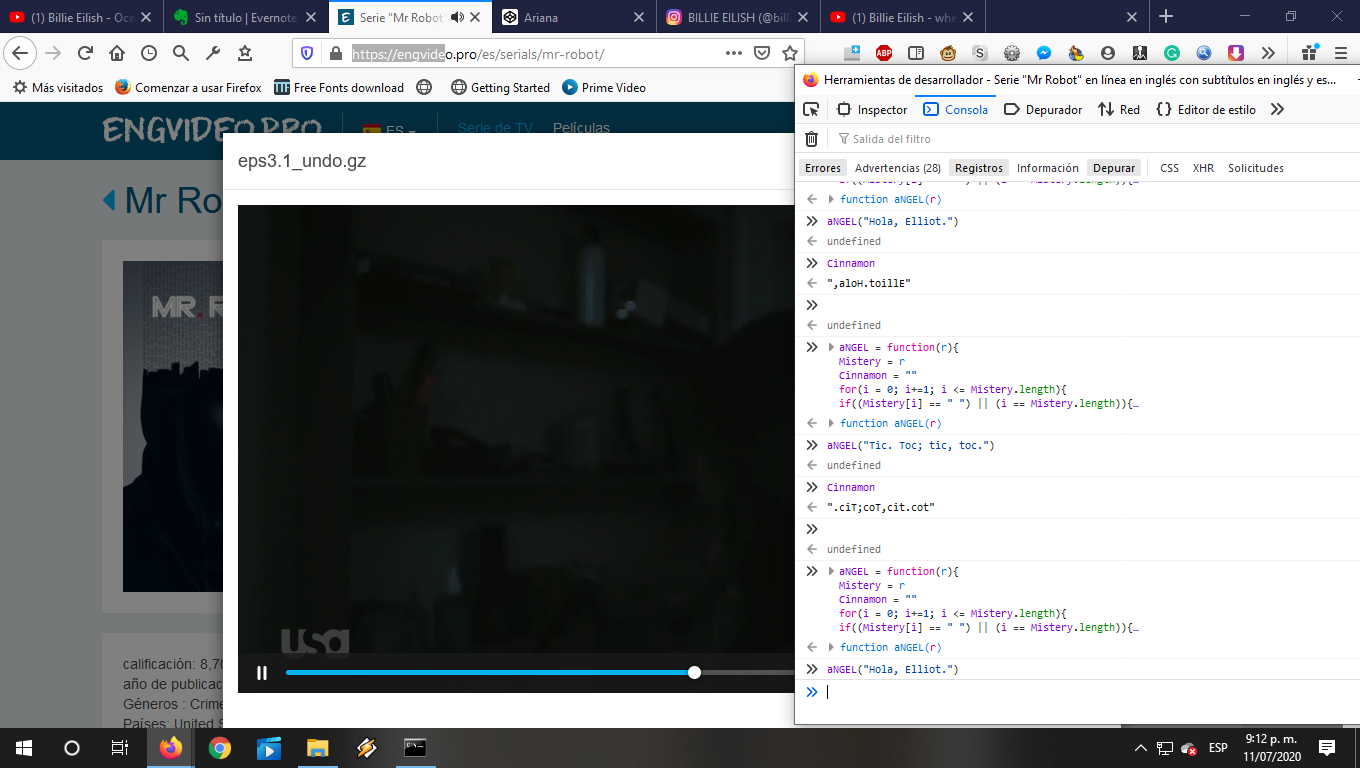 (1) Billie Eilish - Oce
Sin título | Evernote
Serie "Mr Robot
Ariana
BILLIE EILISH (@bill
(1) Billie Eilish - whe
https://engvideo.pro/es/serials/mr-robot/
Más visitados
Comenzar a usar Firefox
Free Fonts download
Getting Started
Prime Video
ENGVIDEO.PRO
ES
Serie de TV
Películas
Mr Ro
MR. R
calificación: 8,70
año de publicac
Géneros : Crime
Países: United S
eps3.1_undo.gz
usa
Herramientas de desarrollador - Serie "Mr Robot" en línea en inglés con subtítulos en inglés y es...
Inspector
Consola
Depurador
Red
Editor de estilo
Salida del filtro
Errores
Advertencias (28)
Registros
Información
Depurar
CSS
XHR
Solicitudes
if((Mistery[i] == " ") || (i == Mistery.length)){…
function aNGEL(r)
aNGEL("Hola, Elliot.")
undefined
Cinnamon
",aloH.toillE"
undefined
aNGEL = function(r){
Mistery = r
Cinnamon = ""
for(i = 0; i+=1; i <= Mistery.length){
if((Mistery[i] == " ") || (i == Mistery.length)){…
function aNGEL(r)
aNGEL("Tic. Toc; tic, toc.")
undefined
Cinnamon
".ciT;coT,cit.cot"
undefined
aNGEL = function(r){
Mistery = r
Cinnamon = ""
for(i = 0; i+=1; i <= Mistery.length){
if((Mistery[i] == " ") || (i == Mistery.length)){…
function aNGEL(r)
aNGEL("Hola, Elliot.")
ESP
9:12 p. m.
11/07/2020